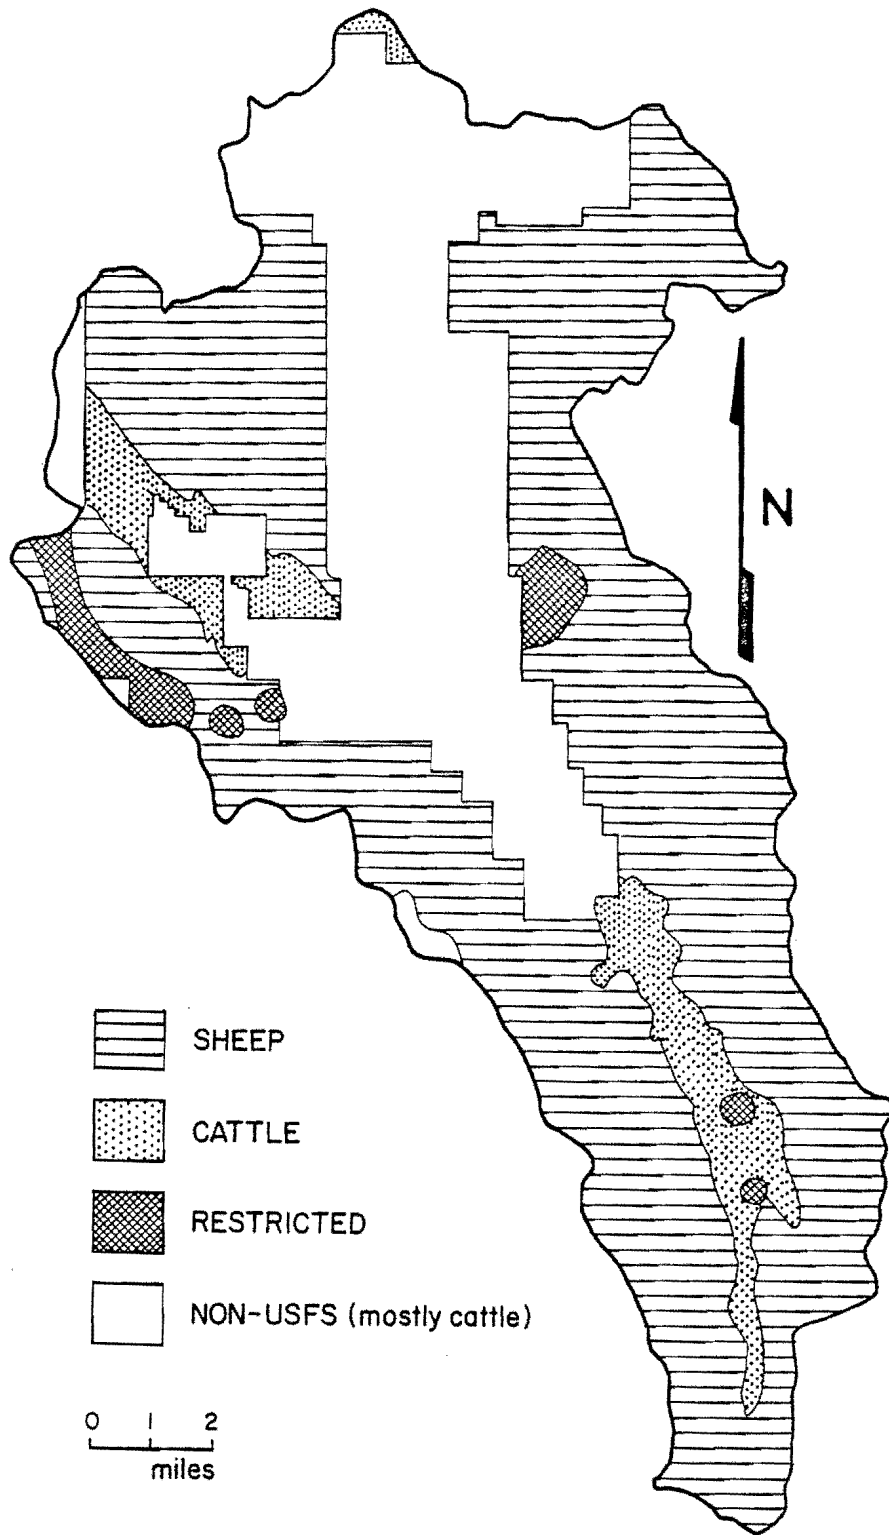 N
SHEEP
CATTLE
RESTRICTED
NON-USFS (mostly cattle)
0 1 2
miles